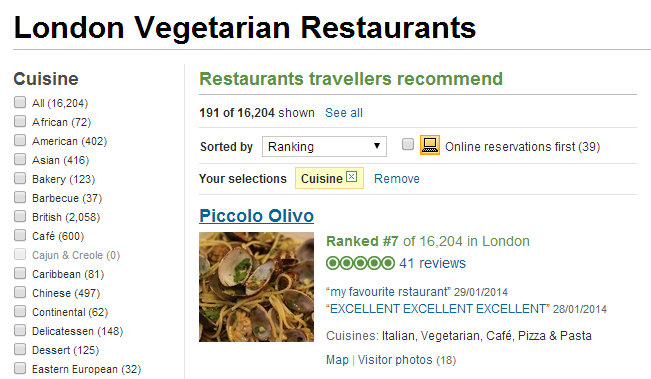 London Vegetarian Restaurants
Cuisine
All (16,204)
African (72)
American (402)
Asian (416)
Bakery (123)
Barbecue (37)
British (2,058)
Café (600)
Cajun & Creole (0)
Caribbean (81)
Chinese (497)
Continental (62)
Delicatessen (148)
Dessert (125)
Eastern European (32)
Restaurants travellers recommend
191 of 16,204 shown See all
Sorted by Ranking Online reservations first (39)
Your selections Cuisine Remove
Piccolo Olivo
Ranked #7 of 16,204 in London
41 reviews
“my favourite rstaurant” 29/01/2014
“EXCELLENT EXCELLENT EXCELLENT” 28/01/2014
Cuisines: Italian, Vegetarian, Café, Pizza & Pasta
Map | Visitor photos (18)